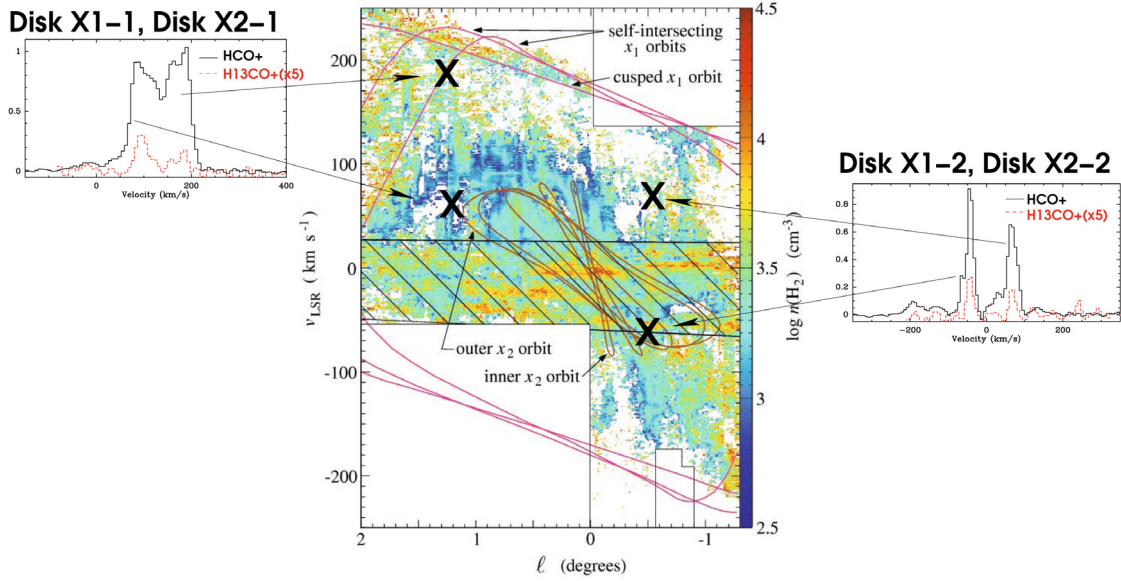 Disk X1-1, Disk X2-1
HCO+
H13CO+(x5)
1
0.5
0
0
200
400
Velocity (km/s)
self-intersecting
x1 orbits
cusped x1 orbit
outer x2 orbit
inner x2 orbit
X
X
X
X
200
100
0
-100
-200
vLSR (km s-1)
2
1
0
-1
ℓ (degrees)
4.5
4
3.5
3
2.5
log n(H2) (cm-3)
Disk X1-2, Disk X2-2
HCO+
H13CO+(x5)
0.8
0.6
0.4
0.2
0
-200
0
200
Velocity (km/s)